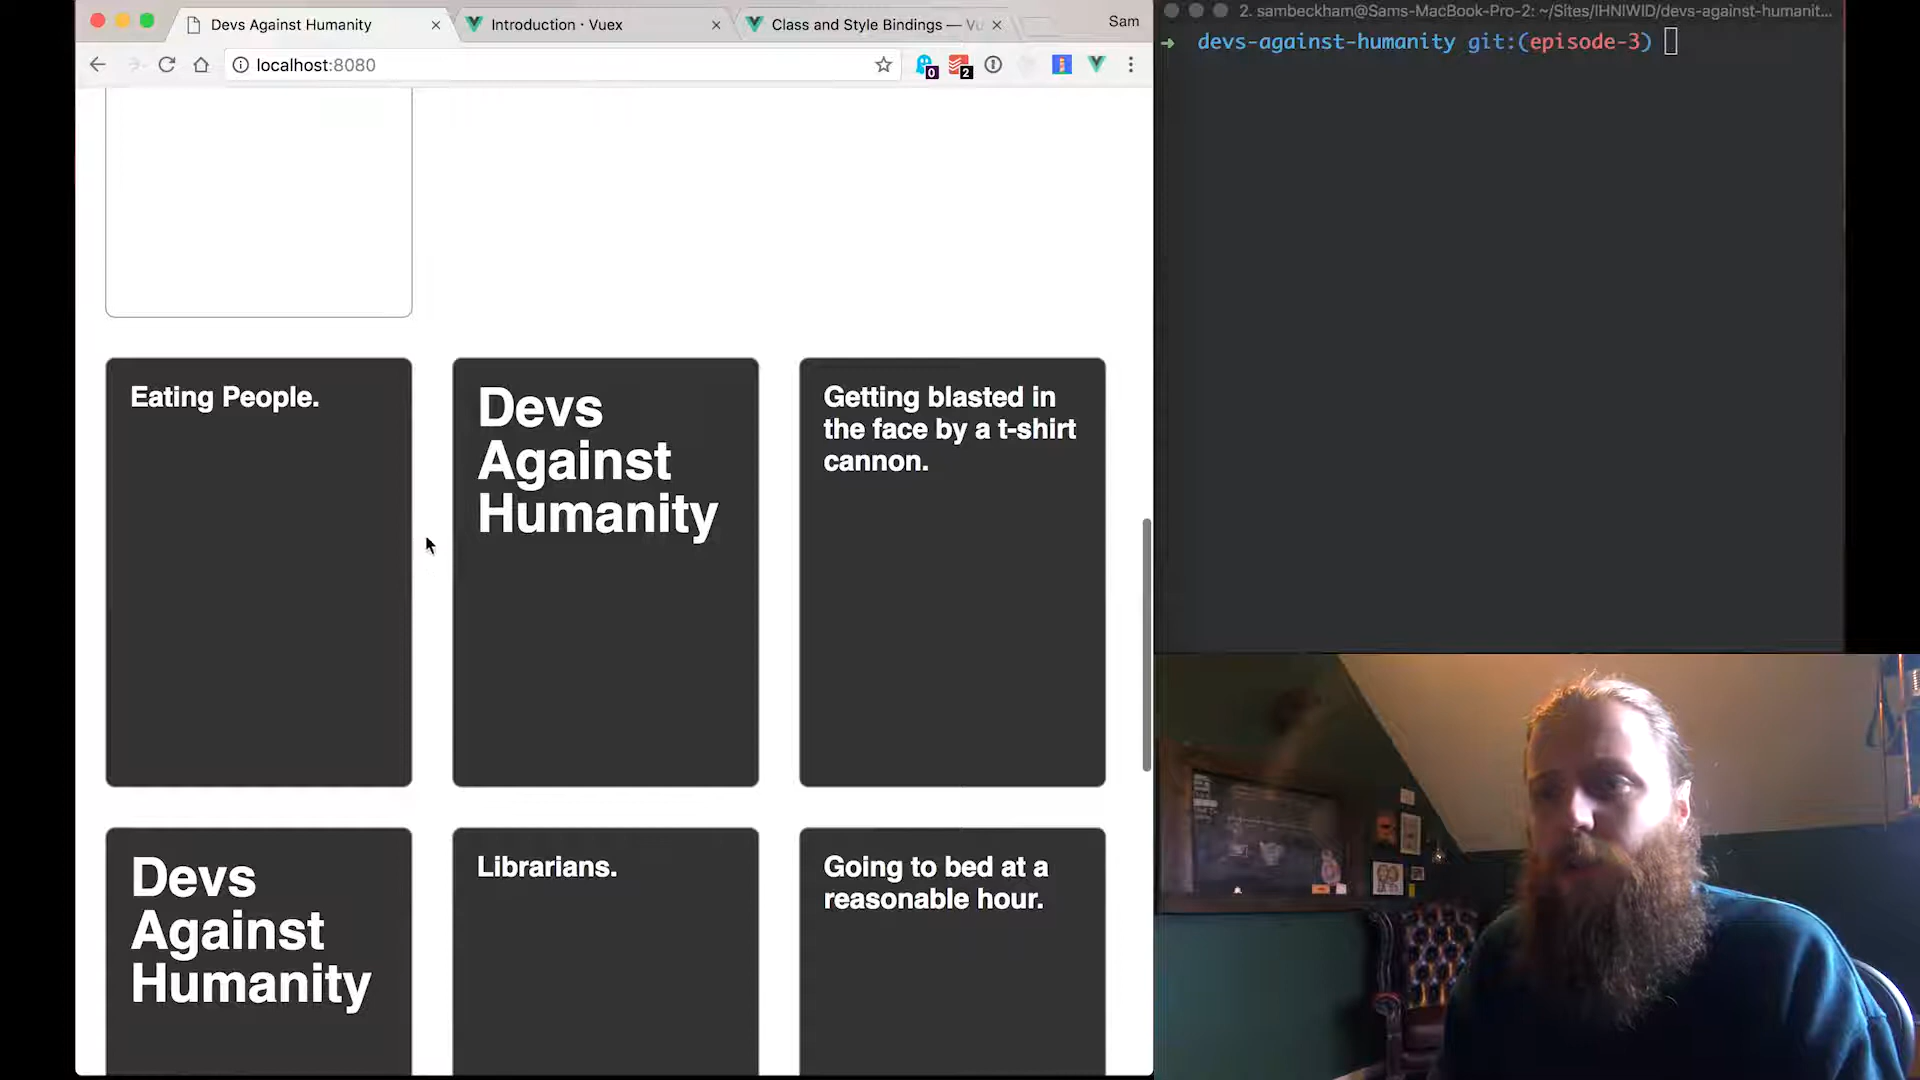 Devs Against Humanity
Introduction · Vuex
Class and Style Bindings — Vu
Sam
localhost:8080
0
2
2. sambeckham@Sams-MacBook-Pro-2: ~/Sites/IHNIWID/devs-against-humanit...
devs-against-humanity git:(episode-3)
Eating People.
Devs
Against
Humanity
Getting blasted in
the face by a t-shirt
cannon.
Devs
Against
Humanity
Librarians.
Going to bed at a
reasonable hour.